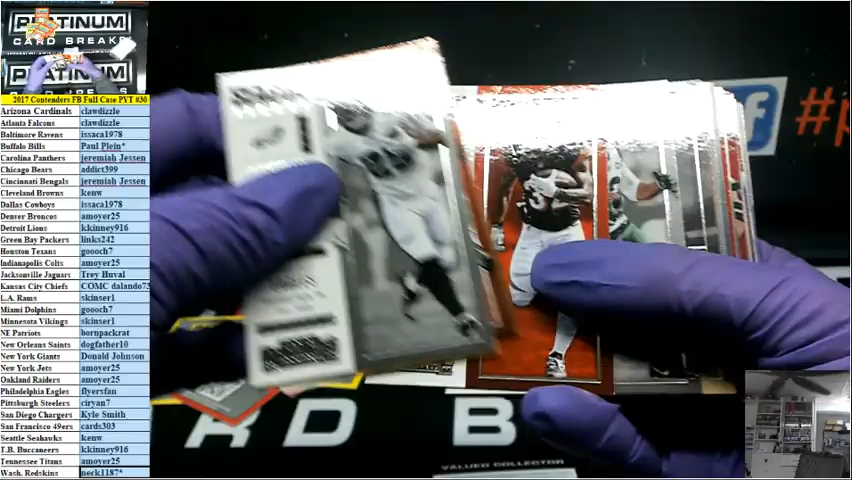 PLATINUM
CARD BREAKS
PLATINUM
2017 Contenders FB Full Case PYT #30
Arizona Cardinals clawdizzle
Atlanta Falcons clawdizzle
Baltimore Ravens issaca1978
Buffalo Bills Paul Plein*
Carolina Panthers jeremiah Jessen
Chicago Bears addict399
Cincinnati Bengals jeremiah Jessen
Cleveland Browns kenw
Dallas Cowboys issaca1978
Denver Broncos amoyer25
Detroit Lions kkinney916
Green Bay Packers links242
Houston Texans goooch7
Indianapolis Colts amoyer25
Jacksonville Jaguars Trey Huval
Kansas City Chiefs COMC dalando73
L.A. Rams skinser1
Miami Dolphins goooch7
Minnesota Vikings skinser1
NE Patriots bornpackrat
New Orleans Saints dogfather10
New York Giants Donald Johnson
New York Jets amoyer25
Oakland Raiders amoyer25
Philadelphia Eagles flyersfan
Pittsburgh Steelers ciryan7
San Diego Chargers Kyle Smith
San Francisco 49ers cards303
Seattle Seahawks kenw
T.B. Buccaneers kkinney916
Tennessee Titans amoyer25
Wash. Redskins neck1187*
f
#p
RD B
VALUED COLLECTOR